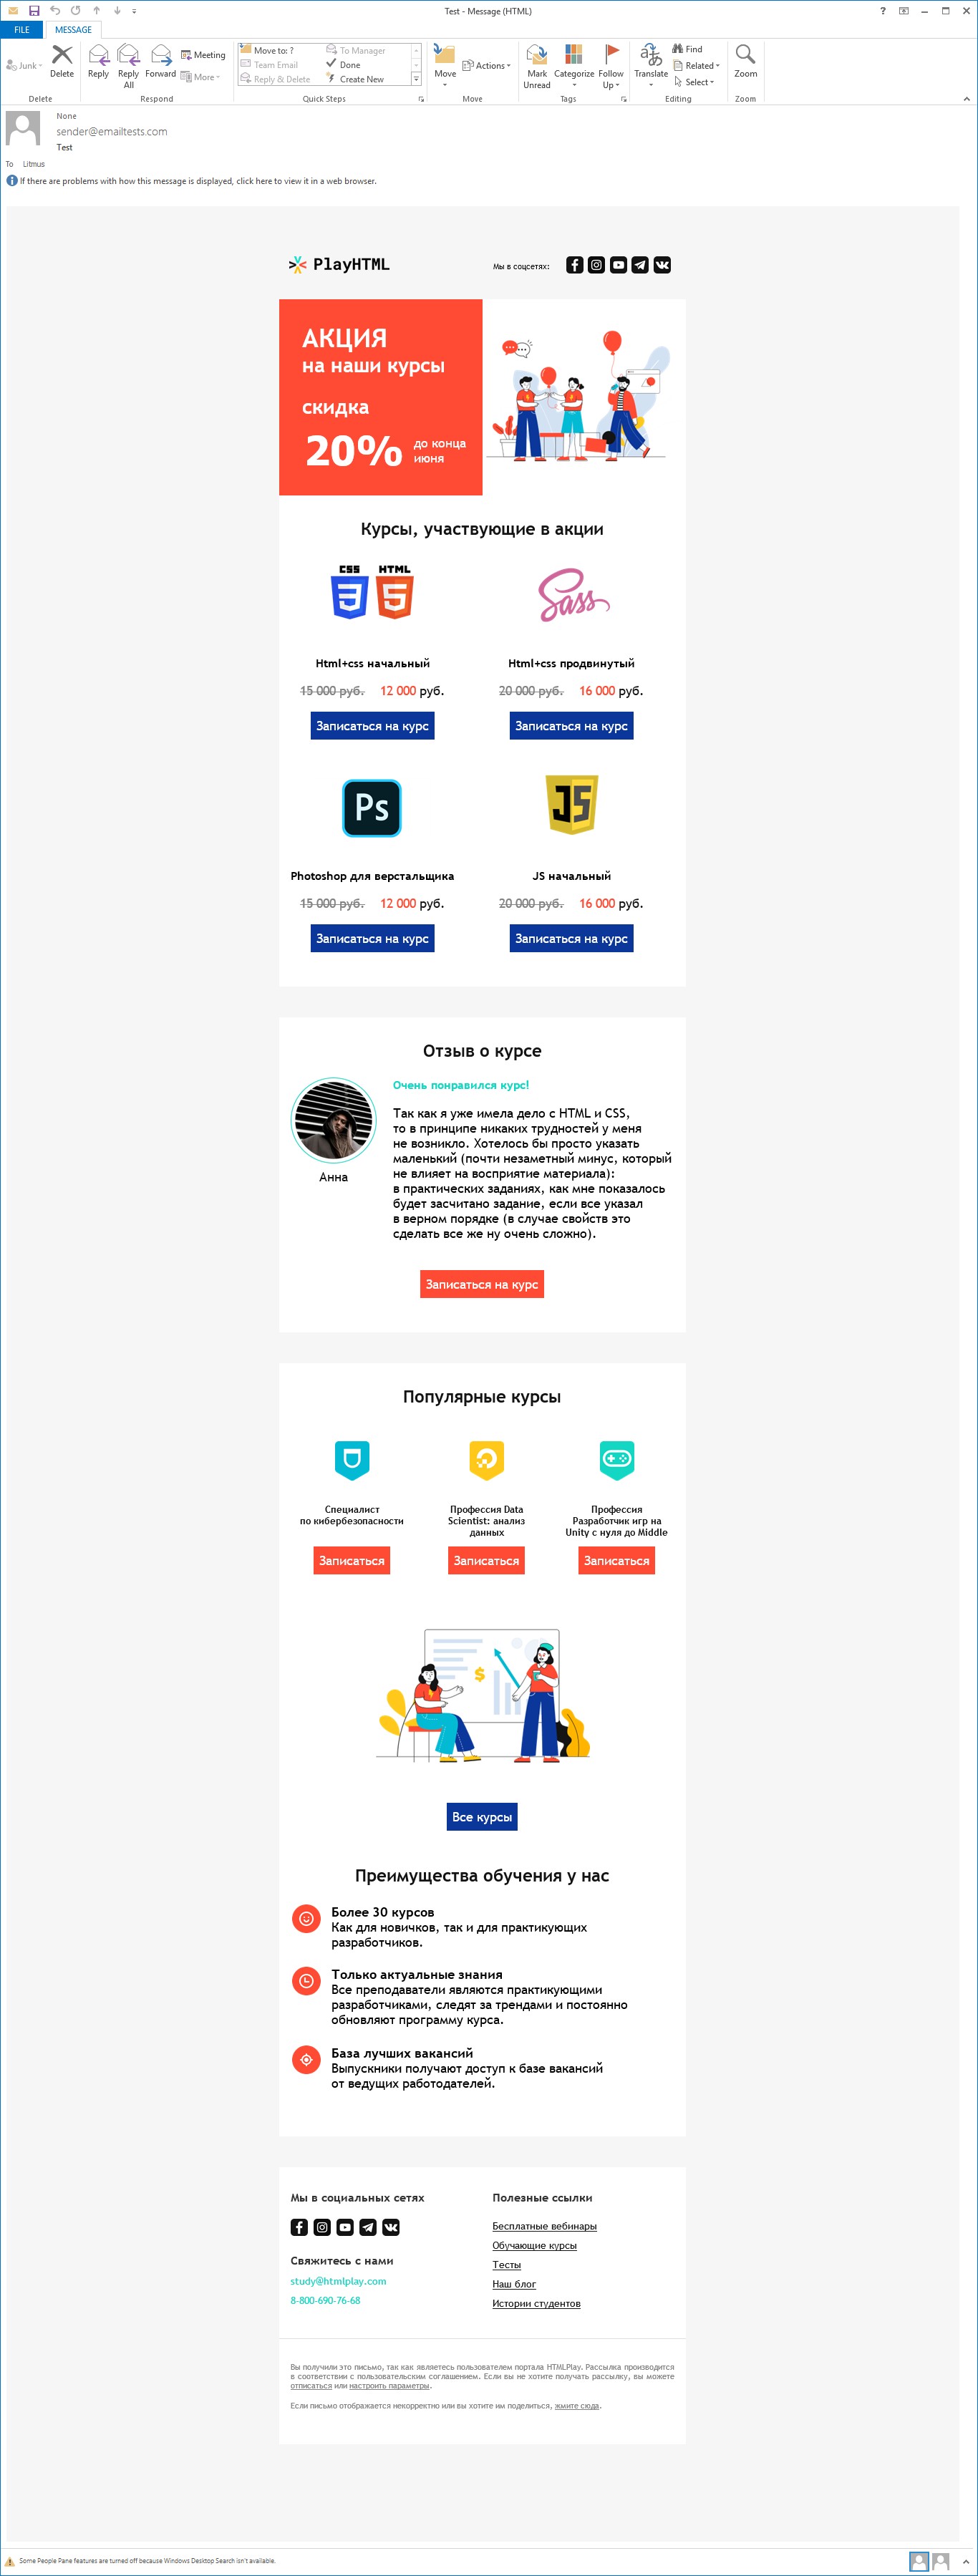 Test - Message (HTML)
FILE
MESSAGE
Junk
Delete
Reply
Reply All
Forward
Meeting
More
Move to: ?
Team Email
Reply & Delete
To Manager
Done
Create New
Move
Actions
Mark Unread
Categorize
Follow Up
Translate
Find
Related
Select
Zoom
Delete
Respond
Quick Steps
Move
Tags
Editing
Zoom
None
sender@emailtests.com
Test
To Litmus
If there are problems with how this message is displayed, click here to view it in a web browser.
PlayHTML
Мы в соцсетях:
АКЦИЯ
на наши курсы
скидка
20%
до конца
июня
Курсы, участвующие в акции
CSS HTML
3 5
Sass
Html+css начальный
Html+css продвинутый
15 000 руб. 12 000 руб.
20 000 руб. 16 000 руб.
Записаться на курс
Записаться на курс
Ps
JS
Photoshop для верстальщика
JS начальный
15 000 руб. 12 000 руб.
20 000 руб. 16 000 руб.
Записаться на курс
Записаться на курс
Отзыв о курсе
Анна
Очень понравился курс!
Так как я уже имела дело с HTML и CSS,
то в принципе никаких трудностей у меня
не возникло. Хотелось бы просто указать
маленький (почти незаметный минус, который
не влияет на восприятие материала):
в практических заданиях, как мне показалось
будет засчитано задание, если все указал
в верном порядке (в случае свойств это
сделать все же ну очень сложно).
Записаться на курс
Популярные курсы
Специалист
по кибербезопасности
Профессия Data
Scientist: анализ
данных
Профессия
Разработчик игр на
Unity с нуля до Middle
Записаться
Записаться
Записаться
$
Все курсы
Преимущества обучения у нас
Более 30 курсов
Как для новичков, так и для практикующих
разработчиков.
Только актуальные знания
Все преподаватели являются практикующими
разработчиками, следят за трендами и постоянно
обновляют программу курса.
База лучших вакансий
Выпускники получают доступ к базе вакансий
от ведущих работодателей.
Мы в социальных сетях
Свяжитесь с нами
study@htmlplay.com
8-800-690-76-68
Полезные ссылки
Бесплатные вебинары
Обучающие курсы
Тесты
Наш блог
Истории студентов
Вы получили это письмо, так как являетесь пользователем портала HTMLPlay. Рассылка производится
в соответствии с пользовательским соглашением. Если вы не хотите получать рассылку, вы можете
отписаться или настроить параметры.
Если письмо отображается некорректно или вы хотите им поделиться, жмите сюда.
Some People Pane features are turned off because Windows Desktop Search isn't available.